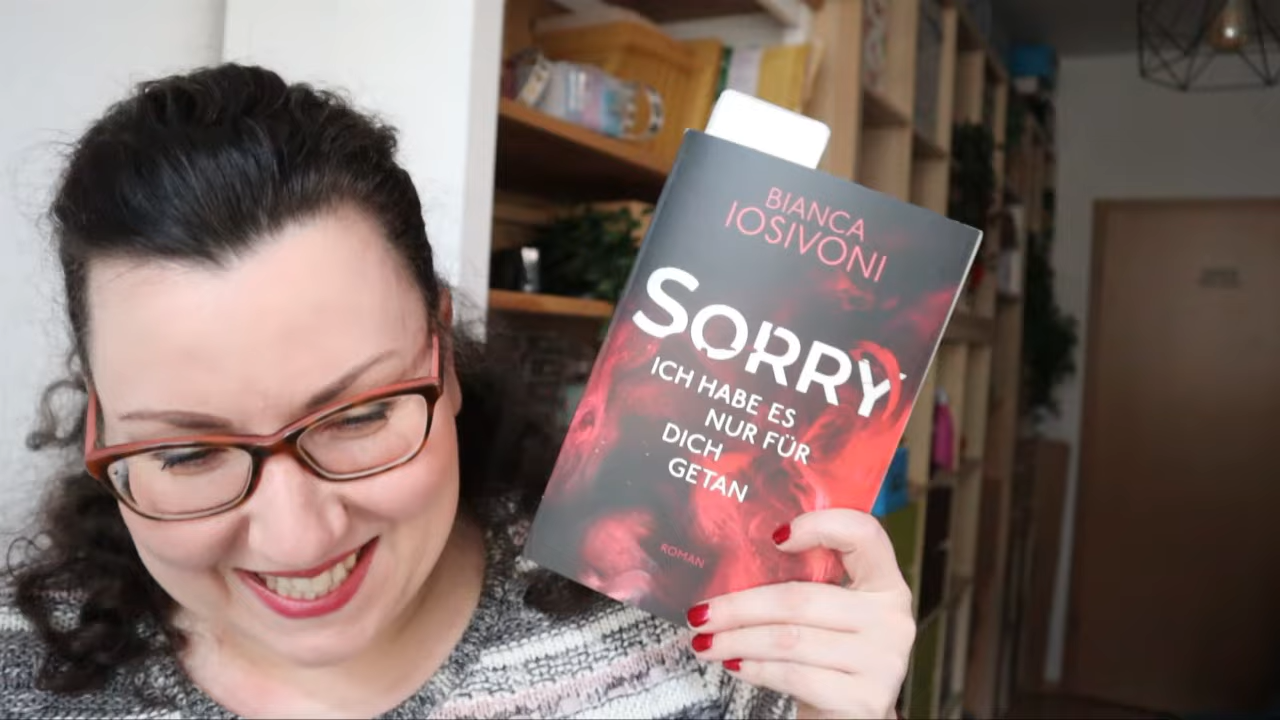 BIANCA
IOSIVONI
SORRY
ICH HABE ES
NUR FÜR
DICH
GETAN
ROMAN